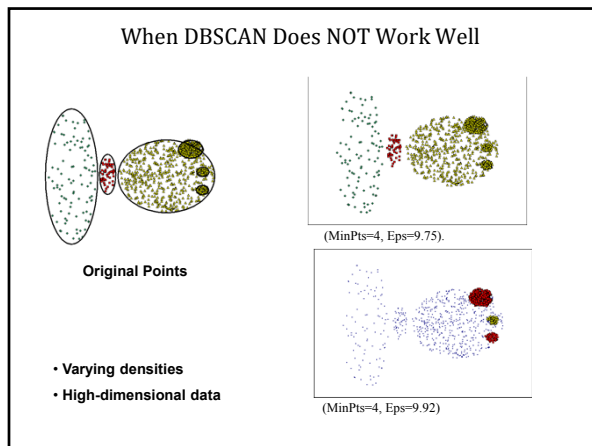 When DBSCAN Does NOT Work Well
Original Points
(MinPts=4, Eps=9.75).
• Varying densities
• High-dimensional data
(MinPts=4, Eps=9.92)